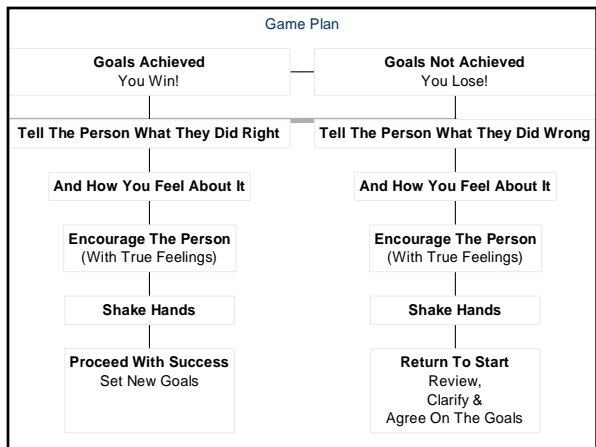 Game Plan
Goals Achieved
You Win!
Goals Not Achieved
You Lose!
Tell The Person What They Did Right
Tell The Person What They Did Wrong
And How You Feel About It
And How You Feel About It
Encourage The Person
(With True Feelings)
Encourage The Person
(With True Feelings)
Shake Hands
Shake Hands
Proceed With Success
Set New Goals
Return To Start
Review,
Clarify &
Agree On The Goals